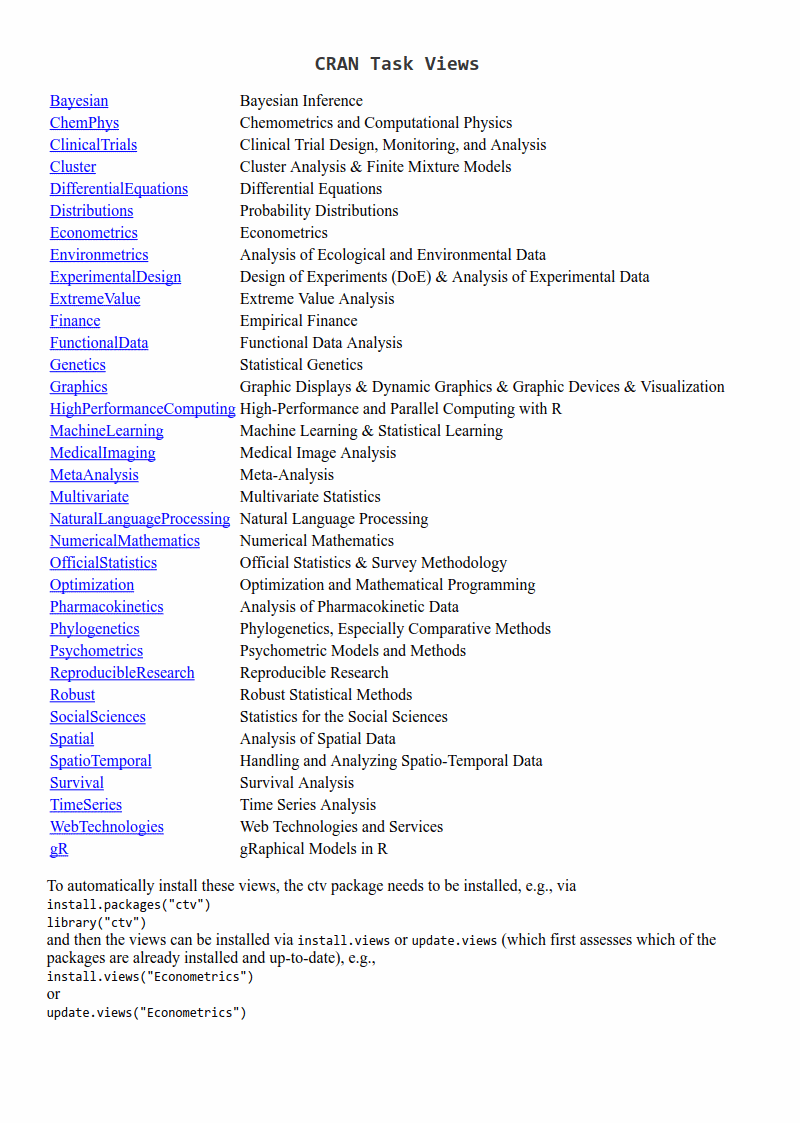 CRAN Task Views
Bayesian Bayesian Inference
ChemPhys Chemometrics and Computational Physics
ClinicalTrials Clinical Trial Design, Monitoring, and Analysis
Cluster Cluster Analysis & Finite Mixture Models
DifferentialEquations Differential Equations
Distributions Probability Distributions
Econometrics Econometrics
Environmetrics Analysis of Ecological and Environmental Data
ExperimentalDesign Design of Experiments (DoE) & Analysis of Experimental Data
ExtremeValue Extreme Value Analysis
Finance Empirical Finance
FunctionalData Functional Data Analysis
Genetics Statistical Genetics
Graphics Graphic Displays & Dynamic Graphics & Graphic Devices & Visualization
HighPerformanceComputing High-Performance and Parallel Computing with R
MachineLearning Machine Learning & Statistical Learning
MedicalImaging Medical Image Analysis
MetaAnalysis Meta-Analysis
Multivariate Multivariate Statistics
NaturalLanguageProcessing Natural Language Processing
NumericalMathematics Numerical Mathematics
OfficialStatistics Official Statistics & Survey Methodology
Optimization Optimization and Mathematical Programming
Pharmacokinetics Analysis of Pharmacokinetic Data
Phylogenetics Phylogenetics, Especially Comparative Methods
Psychometrics Psychometric Models and Methods
ReproducibleResearch Reproducible Research
Robust Robust Statistical Methods
SocialSciences Statistics for the Social Sciences
Spatial Analysis of Spatial Data
SpatioTemporal Handling and Analyzing Spatio-Temporal Data
Survival Survival Analysis
TimeSeries Time Series Analysis
WebTechnologies Web Technologies and Services
gR gRaphical Models in R
To automatically install these views, the ctv package needs to be installed, e.g., via
install.packages("ctv")
library("ctv")
and then the views can be installed via install.views or update.views (which first assesses which of the
packages are already installed and up-to-date), e.g.,
install.views("Econometrics")
or
update.views("Econometrics")